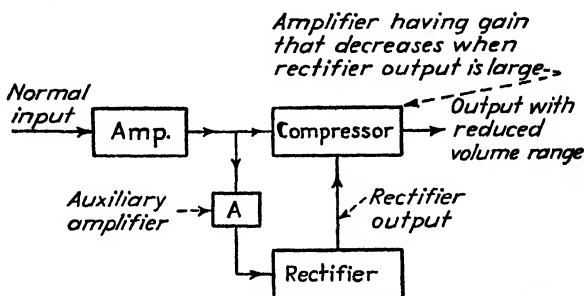 Amplifier having gain
that decreases when
rectifier output is large
Normal
input
Amp.
Compressor
Output with
reduced
volume range
Auxiliary
amplifier
A
Rectifier
output
Rectifier